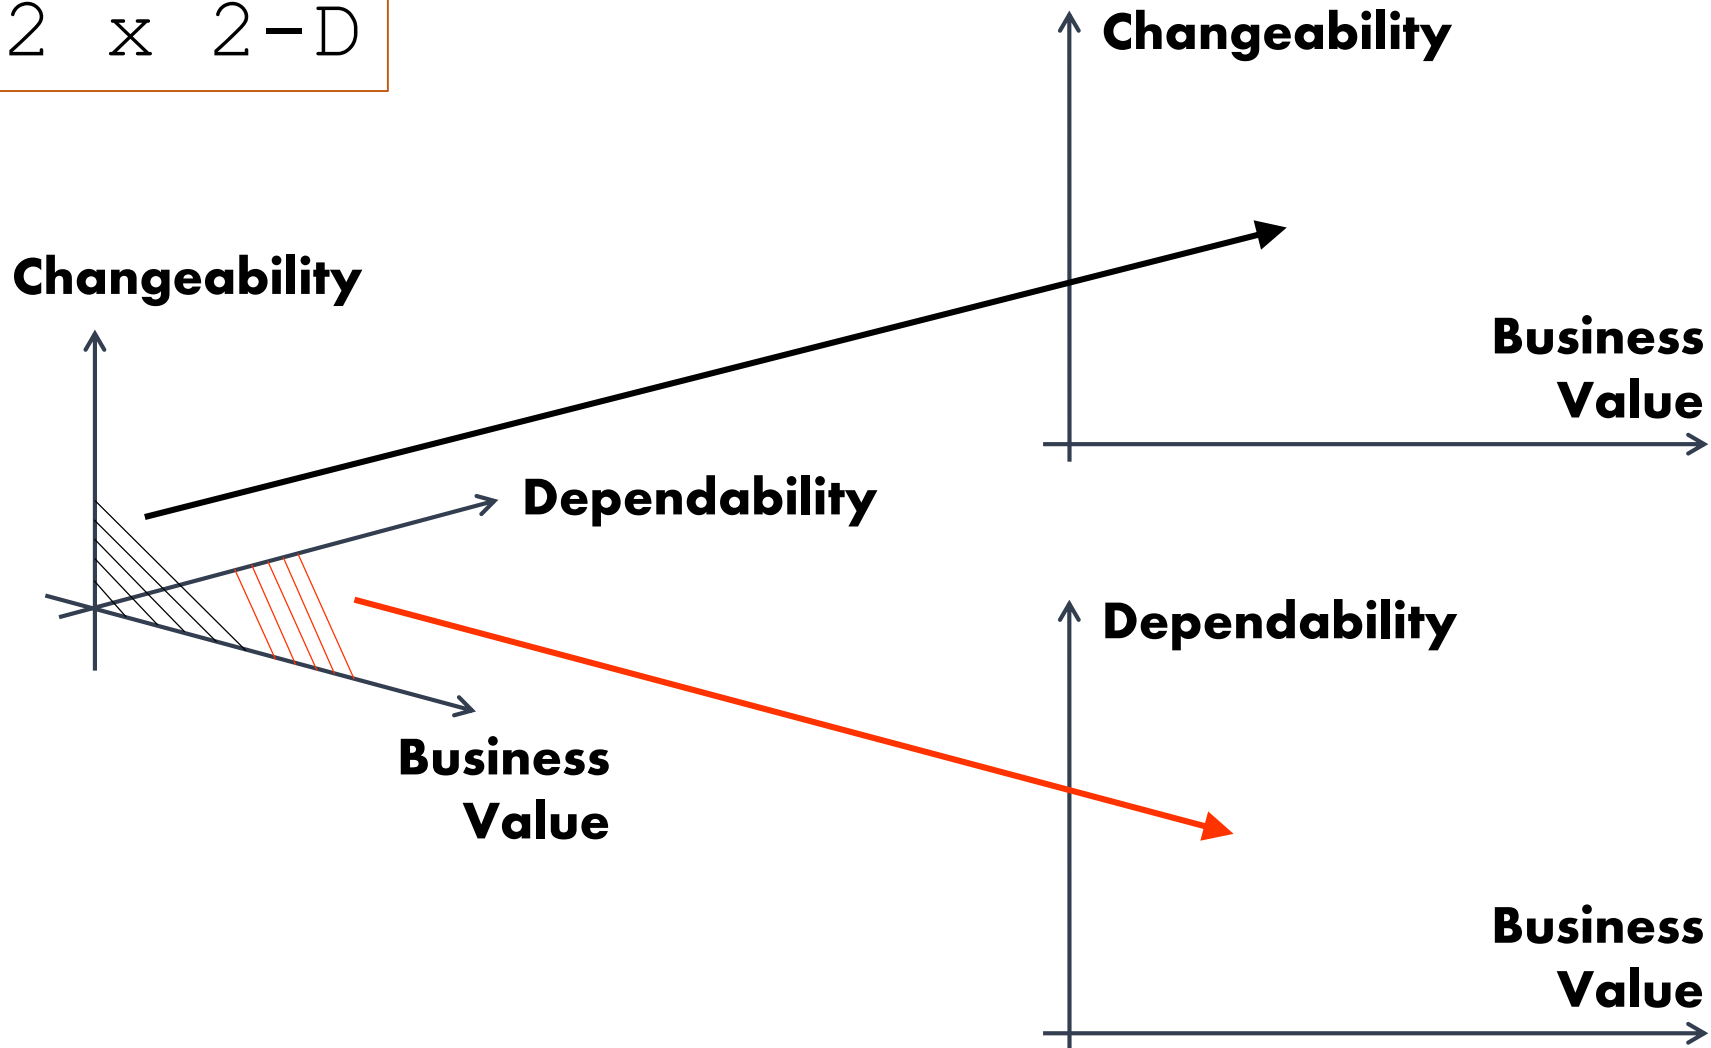 2 x 2-D
Changeability
Business
Value
Changeability
Dependability
Business
Value
Dependability
Business
Value